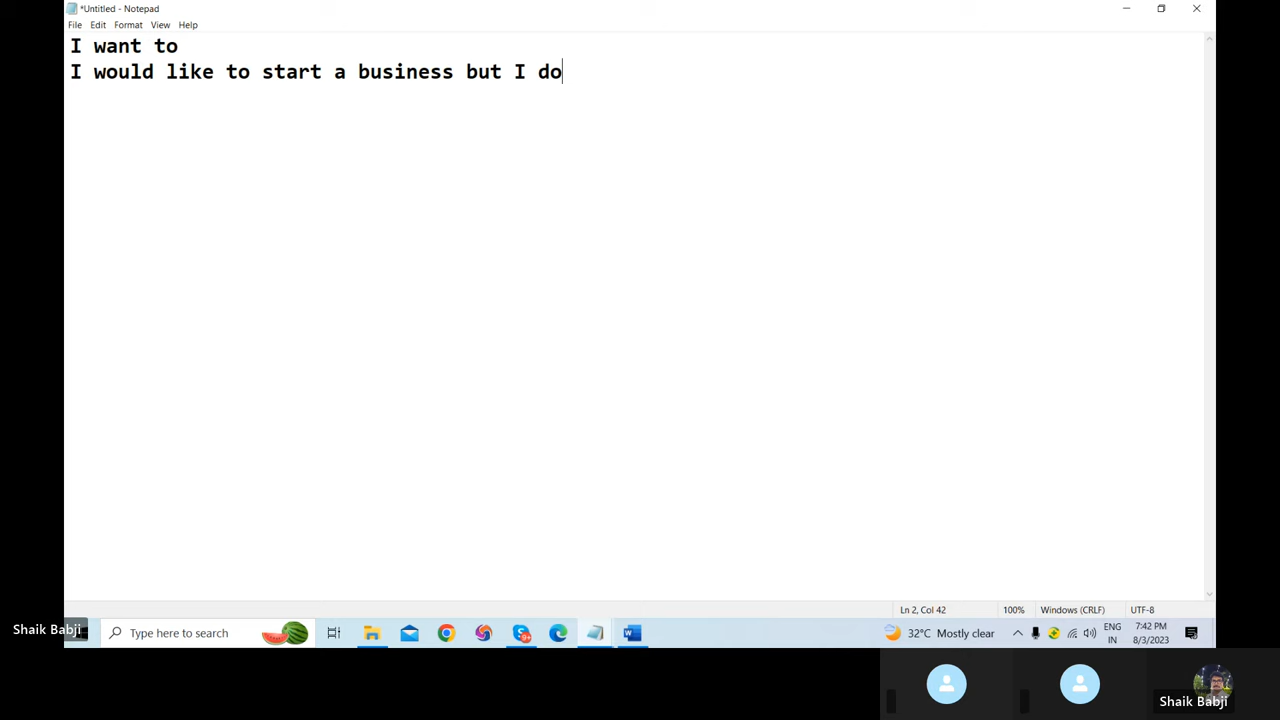 *Untitled - Notepad
File Edit Format View Help
I want to
I would like to start a business but I do
Ln 2, Col 42 100% Windows (CRLF) UTF-8
Shaik Babji
Type here to search
32°C Mostly clear
ENG
IN
7:42 PM
8/3/2023
Shaik Babji